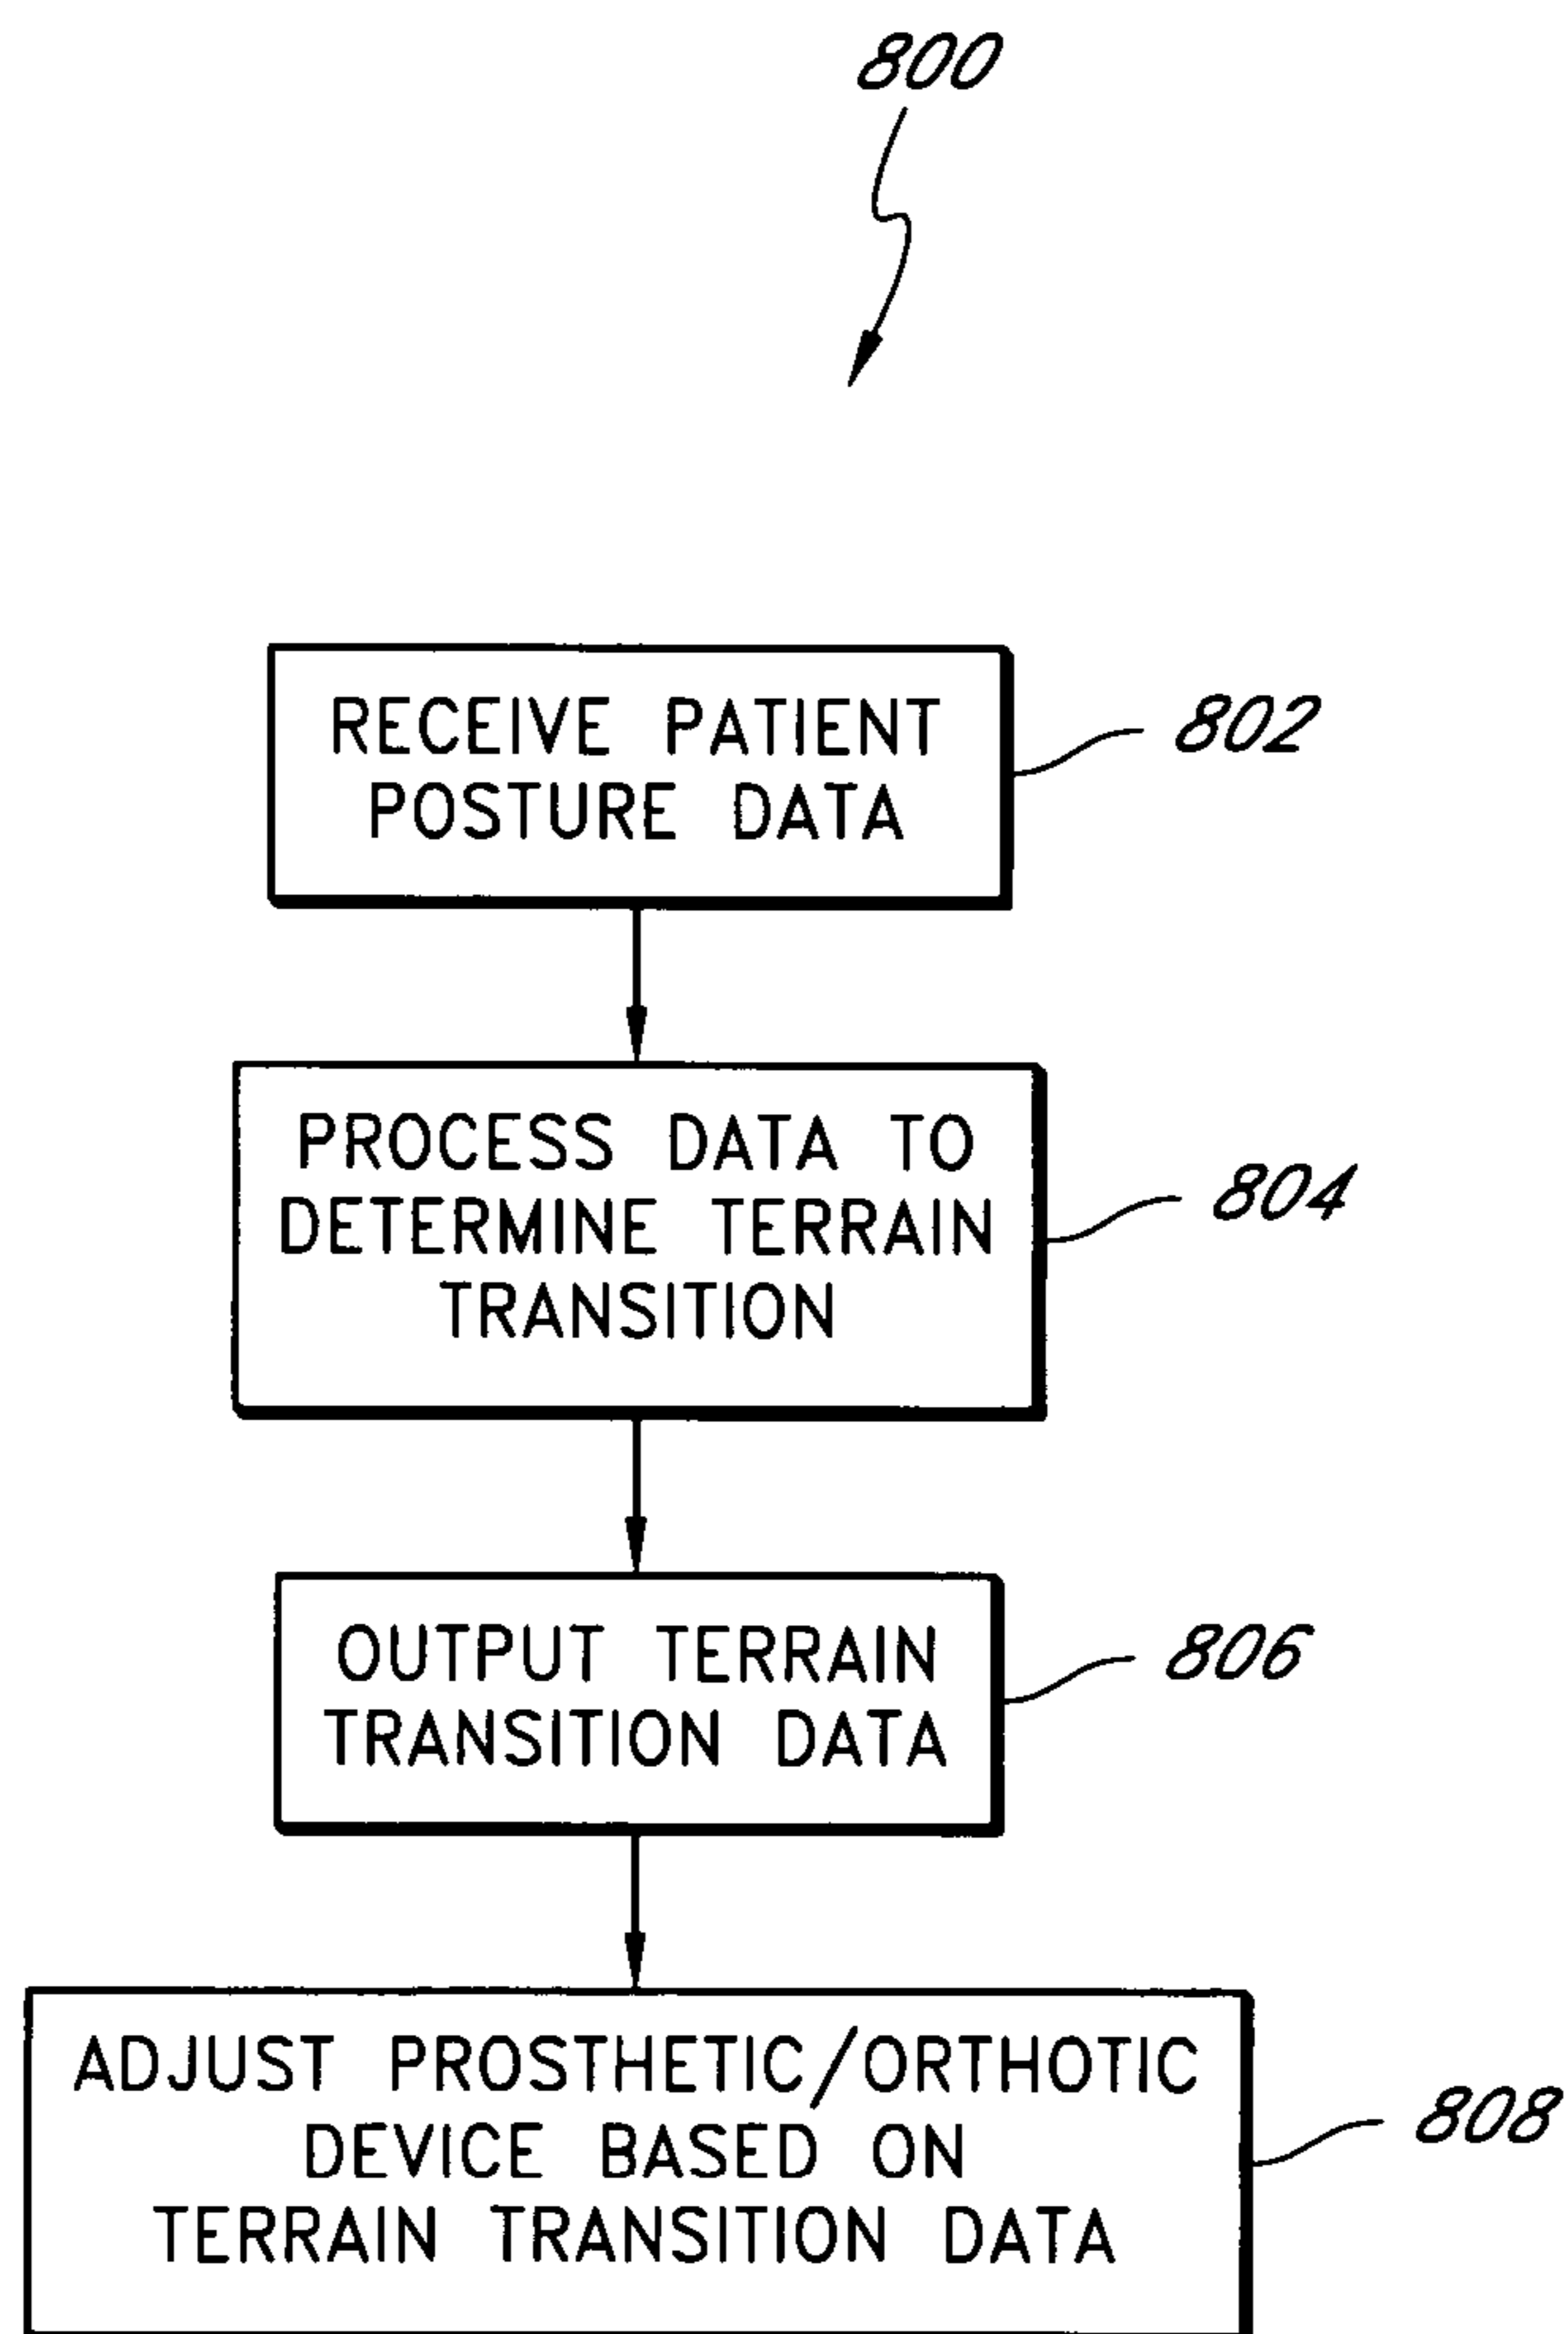 800
RECEIVE PATIENT
POSTURE DATA
802
PROCESS DATA TO
DETERMINE TERRAIN
TRANSITION
804
OUTPUT TERRAIN
TRANSITION DATA
806
ADJUST PROSTHETIC/ORTHOTIC
DEVICE BASED ON
TERRAIN TRANSITION DATA
808